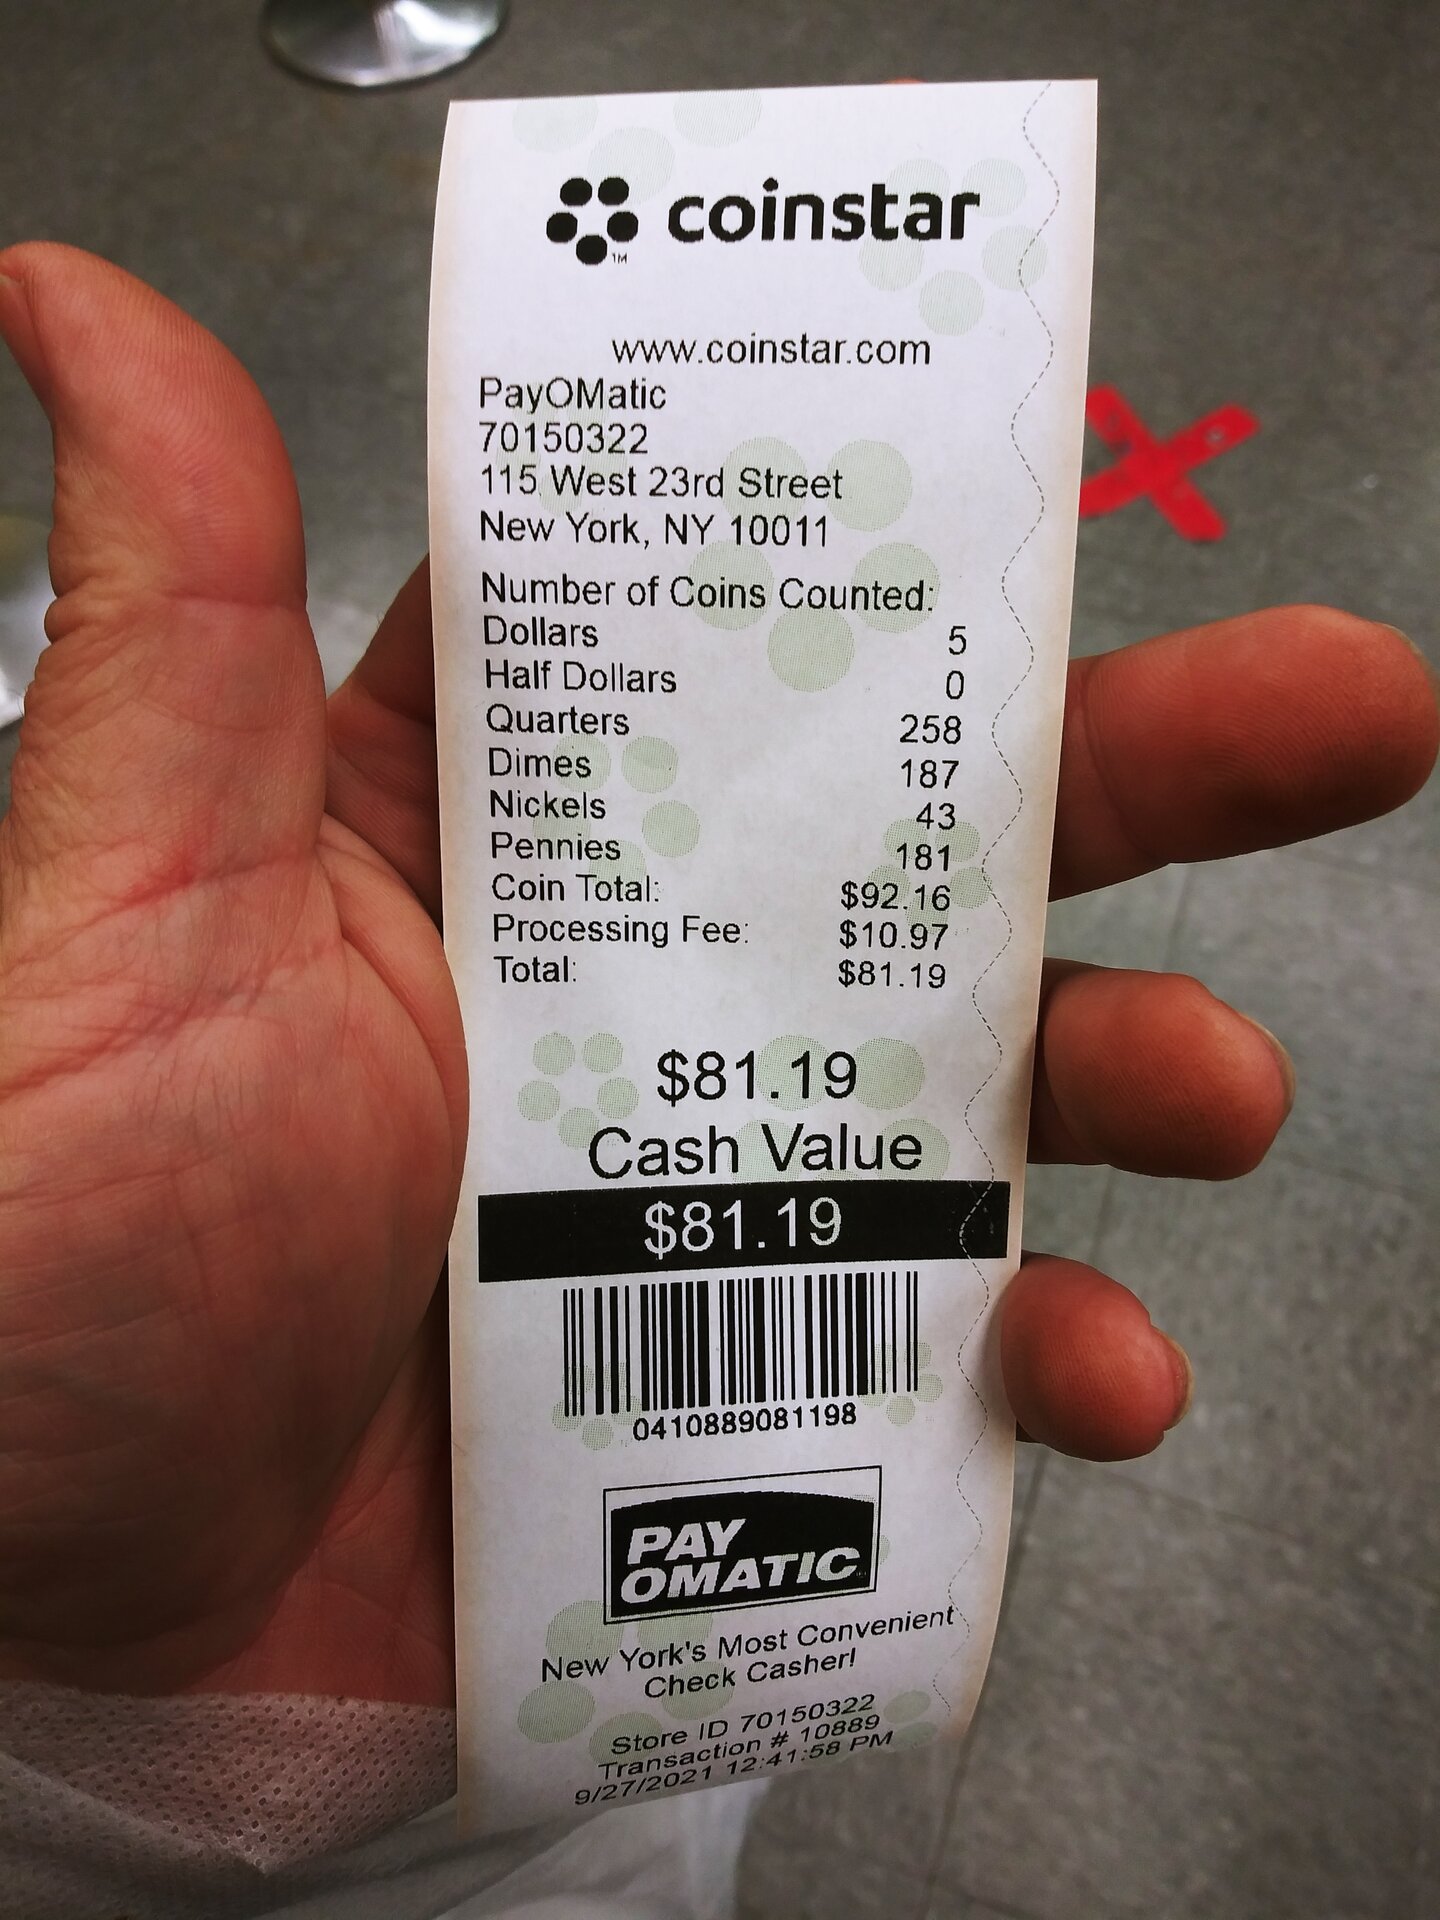 coinstar
TM
www.coinstar.com
PayOMatic
70150322
115 West 23rd Street
New York, NY 10011
Number of Coins Counted:
Dollars 5
Half Dollars 0
Quarters 258
Dimes 187
Nickels 43
Pennies 181
Coin Total: $92.16
Processing Fee: $10.97
Total: $81.19
$81.19
Cash Value
$81.19
0410889081198
PAY
OMATIC
New York's Most Convenient
Check Casher!
Store ID 70150322
Transaction # 10889
9/27/2021 12:41:58 PM